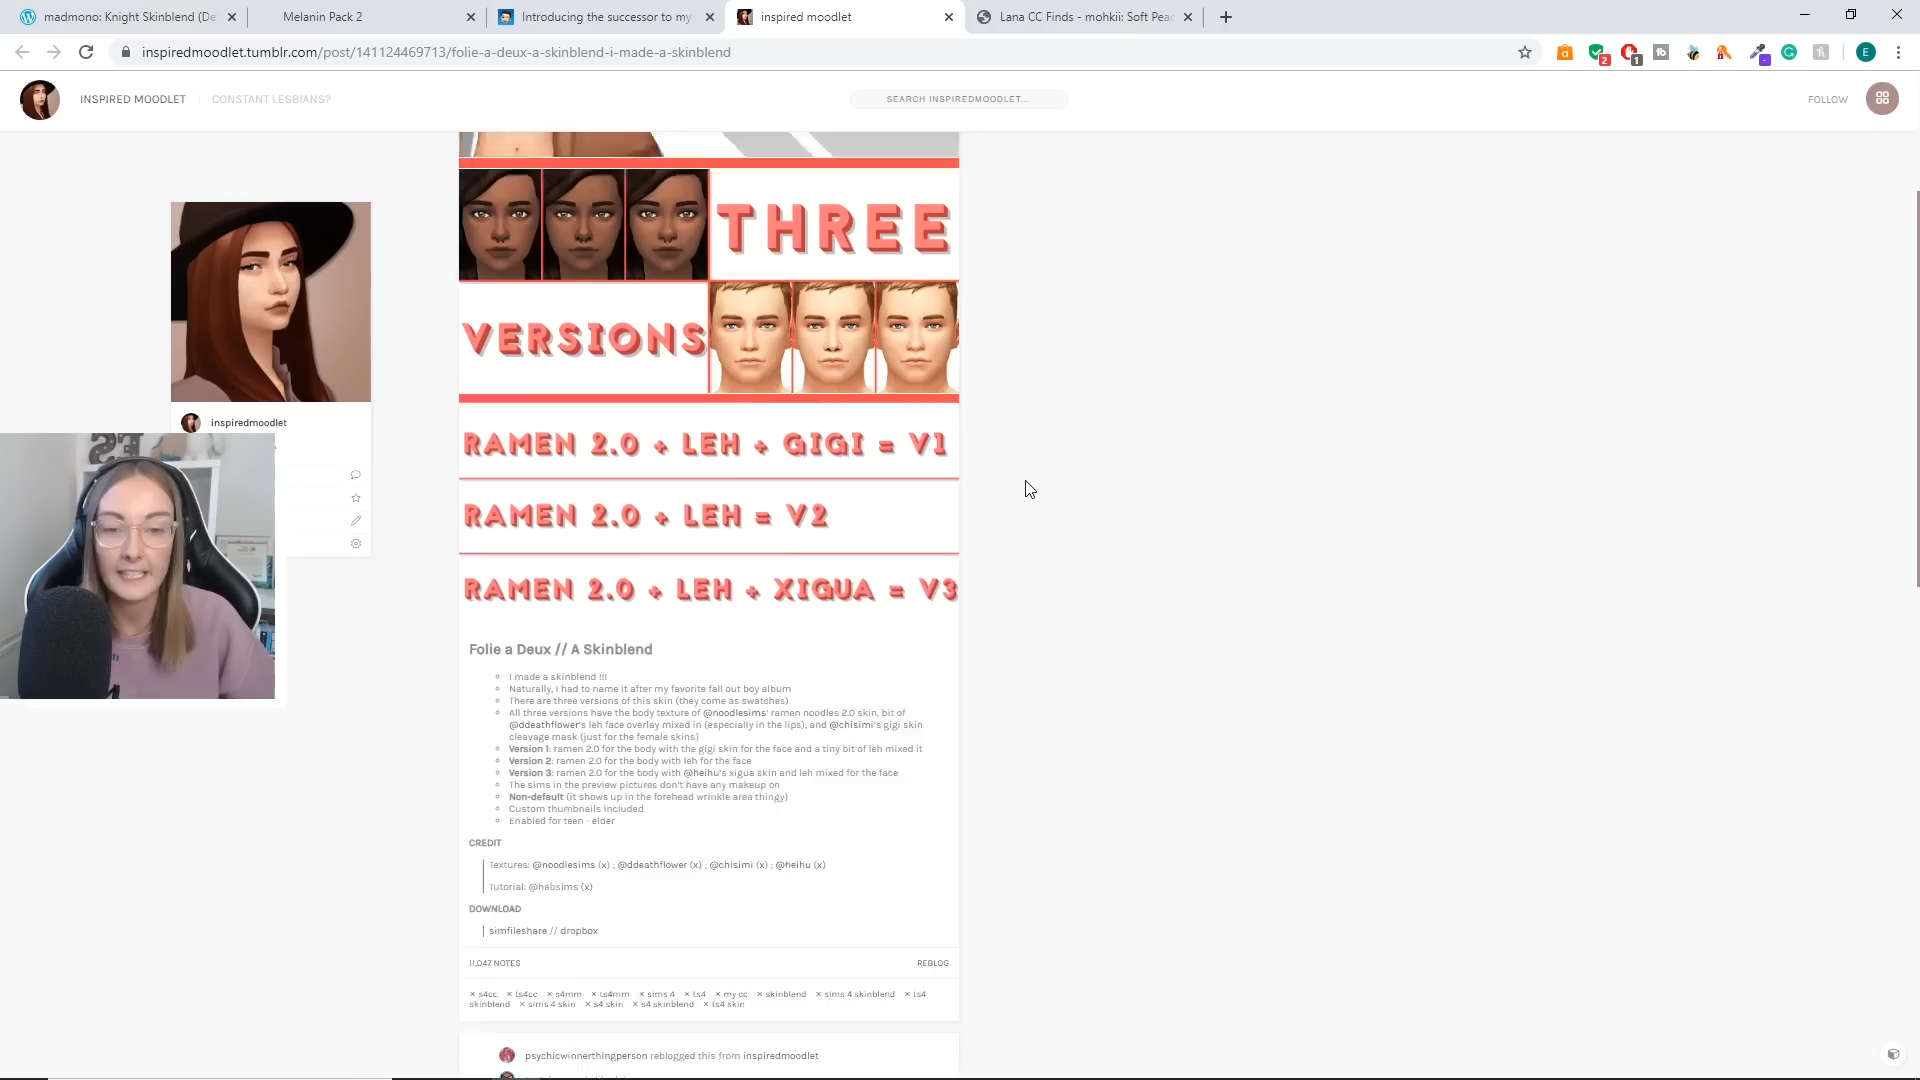 madmono: Knight Skinblend (De
Melanin Pack 2
Introducing the successor to my
inspired moodlet
Lana CC Finds - mohkii: Soft Peac
inspiredmoodlet.tumblr.com/post/141124469713/folie-a-deux-a-skinblend-i-made-a-skinblend
2
1
E
INSPIRED MOODLET
CONSTANT LESBIANS?
SEARCH INSPIREDMOODLET...
FOLLOW
THREE
VERSIONS
inspiredmoodlet
RAMEN 2.0 + LEH + GIGI = V1
RAMEN 2.0 + LEH = V2
RAMEN 2.0 + LEH + XIGUA = V3
Folie a Deux // A Skinblend
I made a skinblend !!!
Naturally, I had to name it after my favorite fall out boy album
There are three versions of this skin (they come as swatches)
All three versions have the body texture of @noodlesims' ramen noodles 2.0 skin, bit of
@ddeathflower's leh face overlay mixed in (especially in the lips), and @chisimi's gigi skin
cleavage mask (just for the female skins)
Version 1: ramen 2.0 for the body with the gigi skin for the face and a tiny bit of leh mixed it
Version 2: ramen 2.0 for the body with leh for the face
Version 3: ramen 2.0 for the body with @heihu's xigua skin and leh mixed for the face
The sims in the preview pictures don't have any makeup on
Non-default (it shows up in the forehead wrinkle area thingy)
Custom thumbnails included
Enabled for teen - elder
CREDIT
Textures: @noodlesims (x) ; @ddeathflower (x) ; @chisimi (x) ; @heihu (x)
Tutorial: @habsims (x)
DOWNLOAD
simfileshare // dropbox
11,047 NOTES
REBLOG
× s4cc × ts4cc × s4mm × ts4mm × sims 4 × ts4 × my cc × skinblend × sims 4 skinblend × ts4
skinblend × sims 4 skin × s4 skin × s4 skinblend × ts4 skin
psychicwinnerthingperson reblogged this from inspiredmoodlet